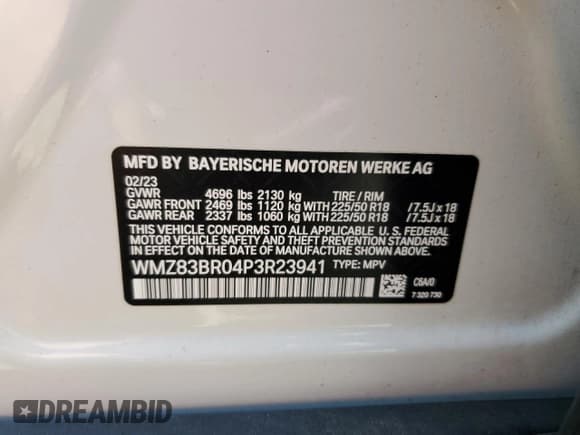 MFD BY BAYERISCHE MOTOREN WERKE AG
02/23
GVWR 4696 lbs 2130 kg TIRE / RIM
GAWR FRONT 2469 lbs 1120 kg WITH 225/50 R18 /7.5J x 18
GAWR REAR 2337 lbs 1060 kg WITH 225/50 R18 /7.5J x 18
THIS VEHICLE CONFORMS TO ALL APPLICABLE U. S. FEDERAL
MOTOR VEHICLE SAFETY, BUMPER, AND THEFT PREVENTION
STANDARDS IN EFFECT ON THE DATE OF MANUFACTURE SHOWN ABOVE.
WMZ83BR04P3R23941 TYPE: MPV
C5A/0
7 320 730
DREAMBID